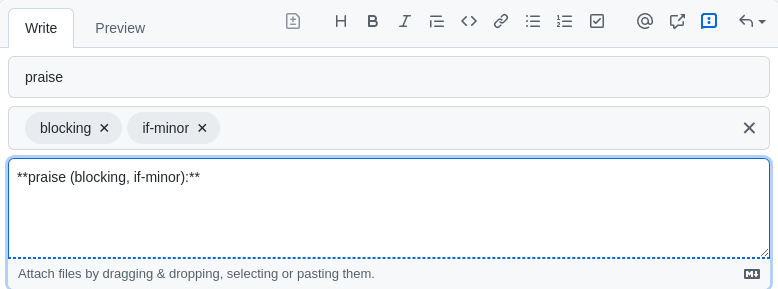 Write Preview
praise
blocking × if-minor ×
**praise (blocking, if-minor):**
Attach files by dragging & dropping, selecting or pasting them.